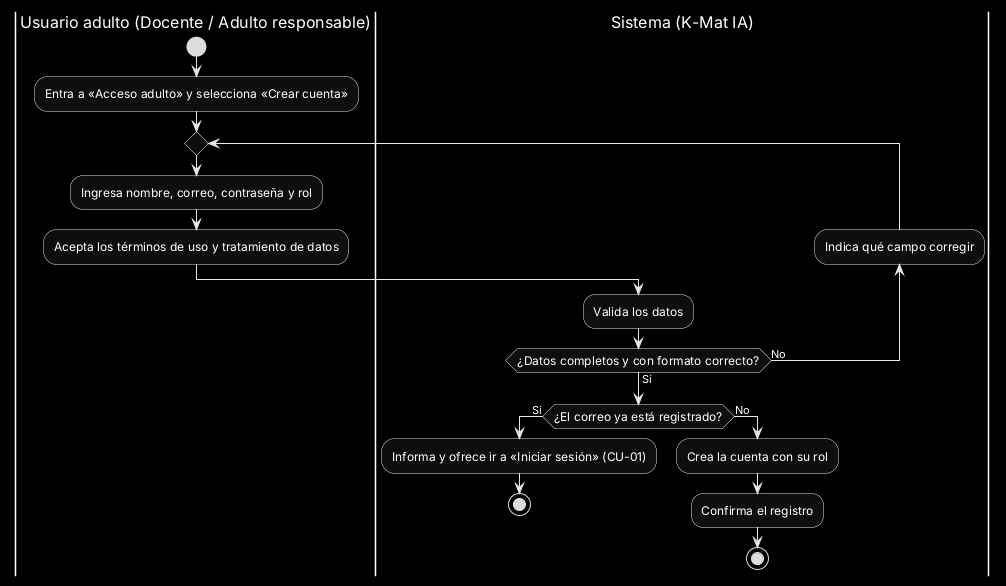 Usuario adulto (Docente / Adulto responsable)
Sistema (K-Mat IA)
Entra a «Acceso adulto» y selecciona «Crear cuenta»
Ingresa nombre, correo, contraseña y rol
Acepta los términos de uso y tratamiento de datos
Indica qué campo corregir
Valida los datos
¿Datos completos y con formato correcto?
No
Sí
Sí
¿El correo ya está registrado?
No
Informa y ofrece ir a «Iniciar sesión» (CU-01)
Crea la cuenta con su rol
Confirma el registro